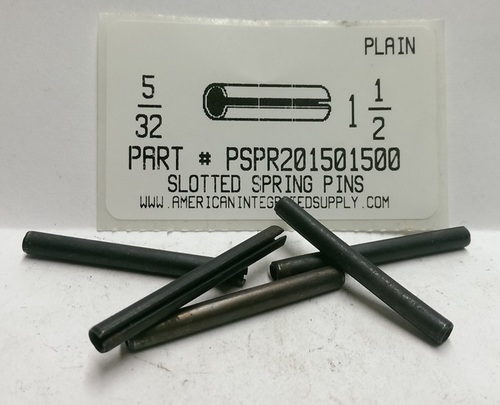 PLAIN
5/32
1 1/2
PART # PSPR201501500
SLOTTED SPRING PINS
WWW.AMERICANINTEGRATEDSUPPLY.COM